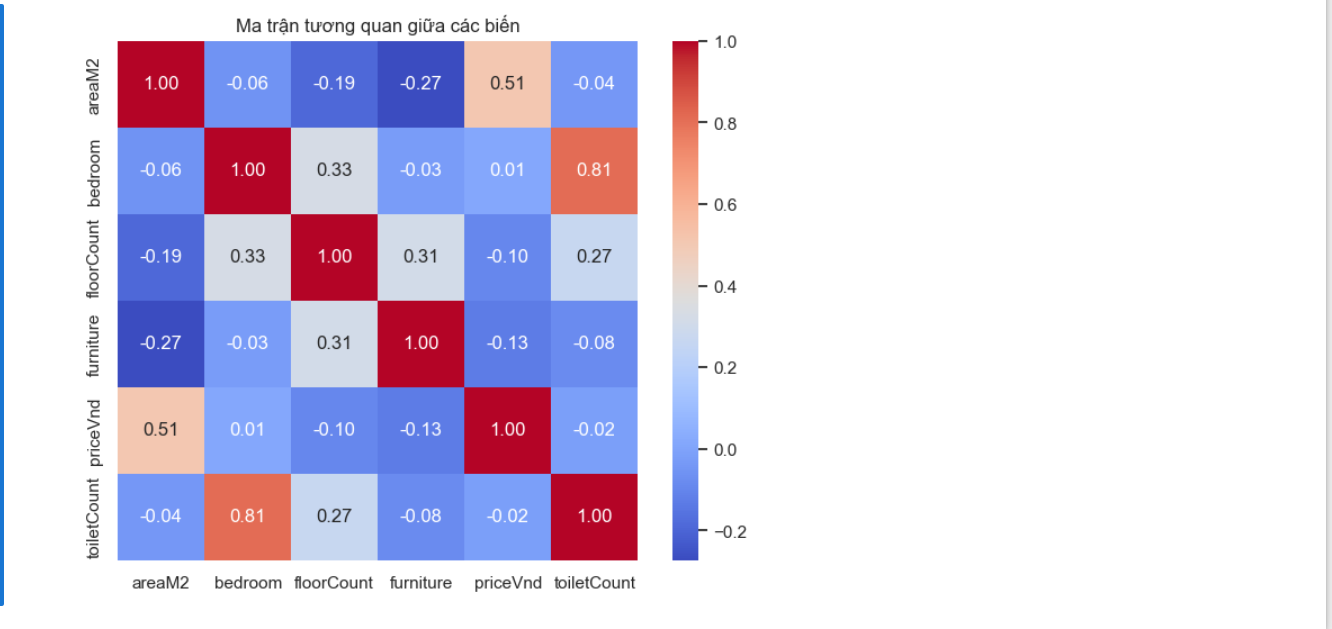 Ma trận tương quan giữa các biến
areaM2 1.00 -0.06 -0.19 -0.27 0.51 -0.04
bedroom -0.06 1.00 0.33 -0.03 0.01 0.81
floorCount -0.19 0.33 1.00 0.31 -0.10 0.27
furniture -0.27 -0.03 0.31 1.00 -0.13 -0.08
priceVnd 0.51 0.01 -0.10 -0.13 1.00 -0.02
toiletCount -0.04 0.81 0.27 -0.08 -0.02 1.00
areaM2 bedroom floorCount furniture priceVnd toiletCount
1.0
0.8
0.6
0.4
0.2
0.0
−0.2